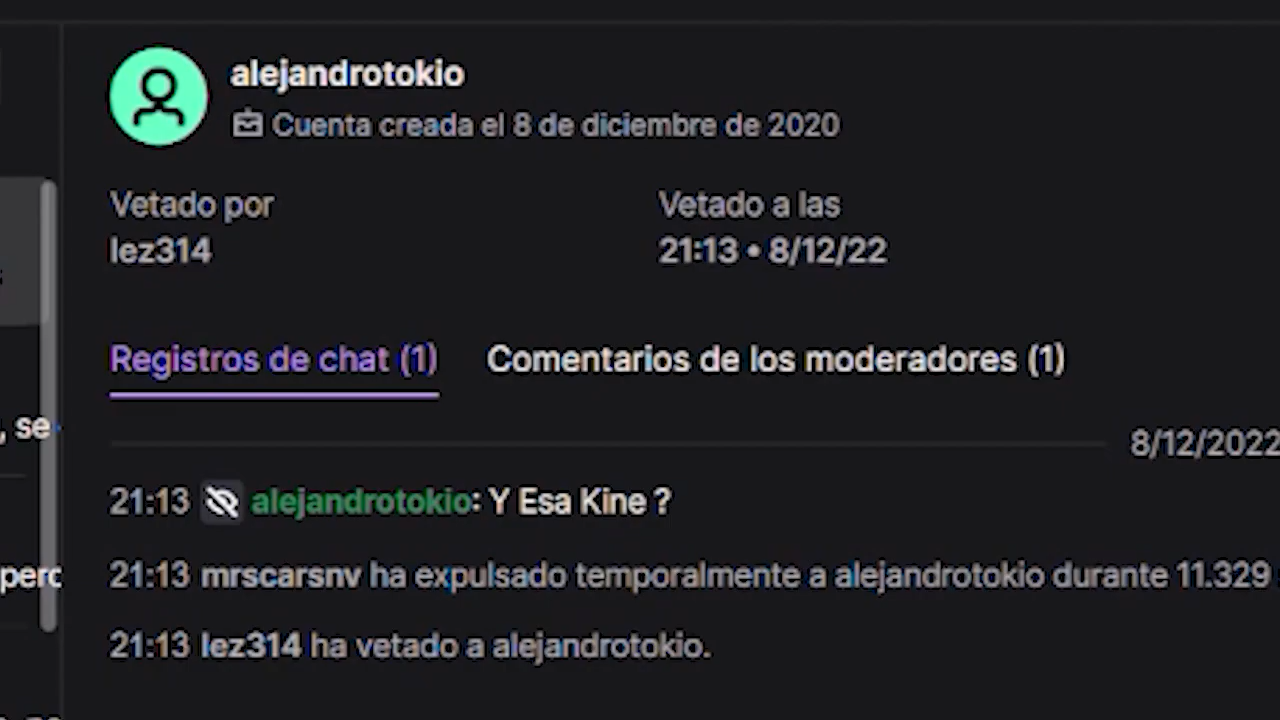 alejandrotokio
Cuenta creada el 8 de diciembre de 2020
Vetado por
Vetado a las
lez314
21:13 • 8/12/22
Registros de chat (1)
Comentarios de los moderadores (1)
, se
8/12/2022
21:13 alejandrotokio: Y Esa Kine ?
21:13 mrscarsnv ha expulsado temporalmente a alejandrotokio durante 11.329
21:13 lez314 ha vetado a alejandrotokio.